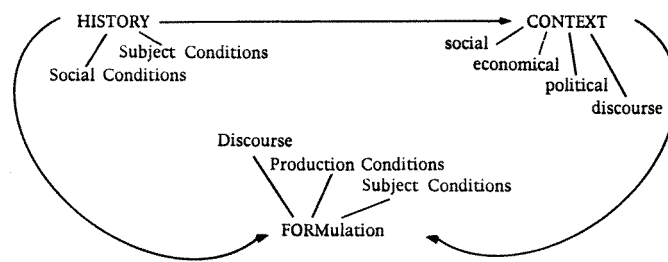 HISTORY
CONTEXT
Subject Conditions
Social Conditions
social
economical
political
discourse
Discourse
Production Conditions
Subject Conditions
FORMulation